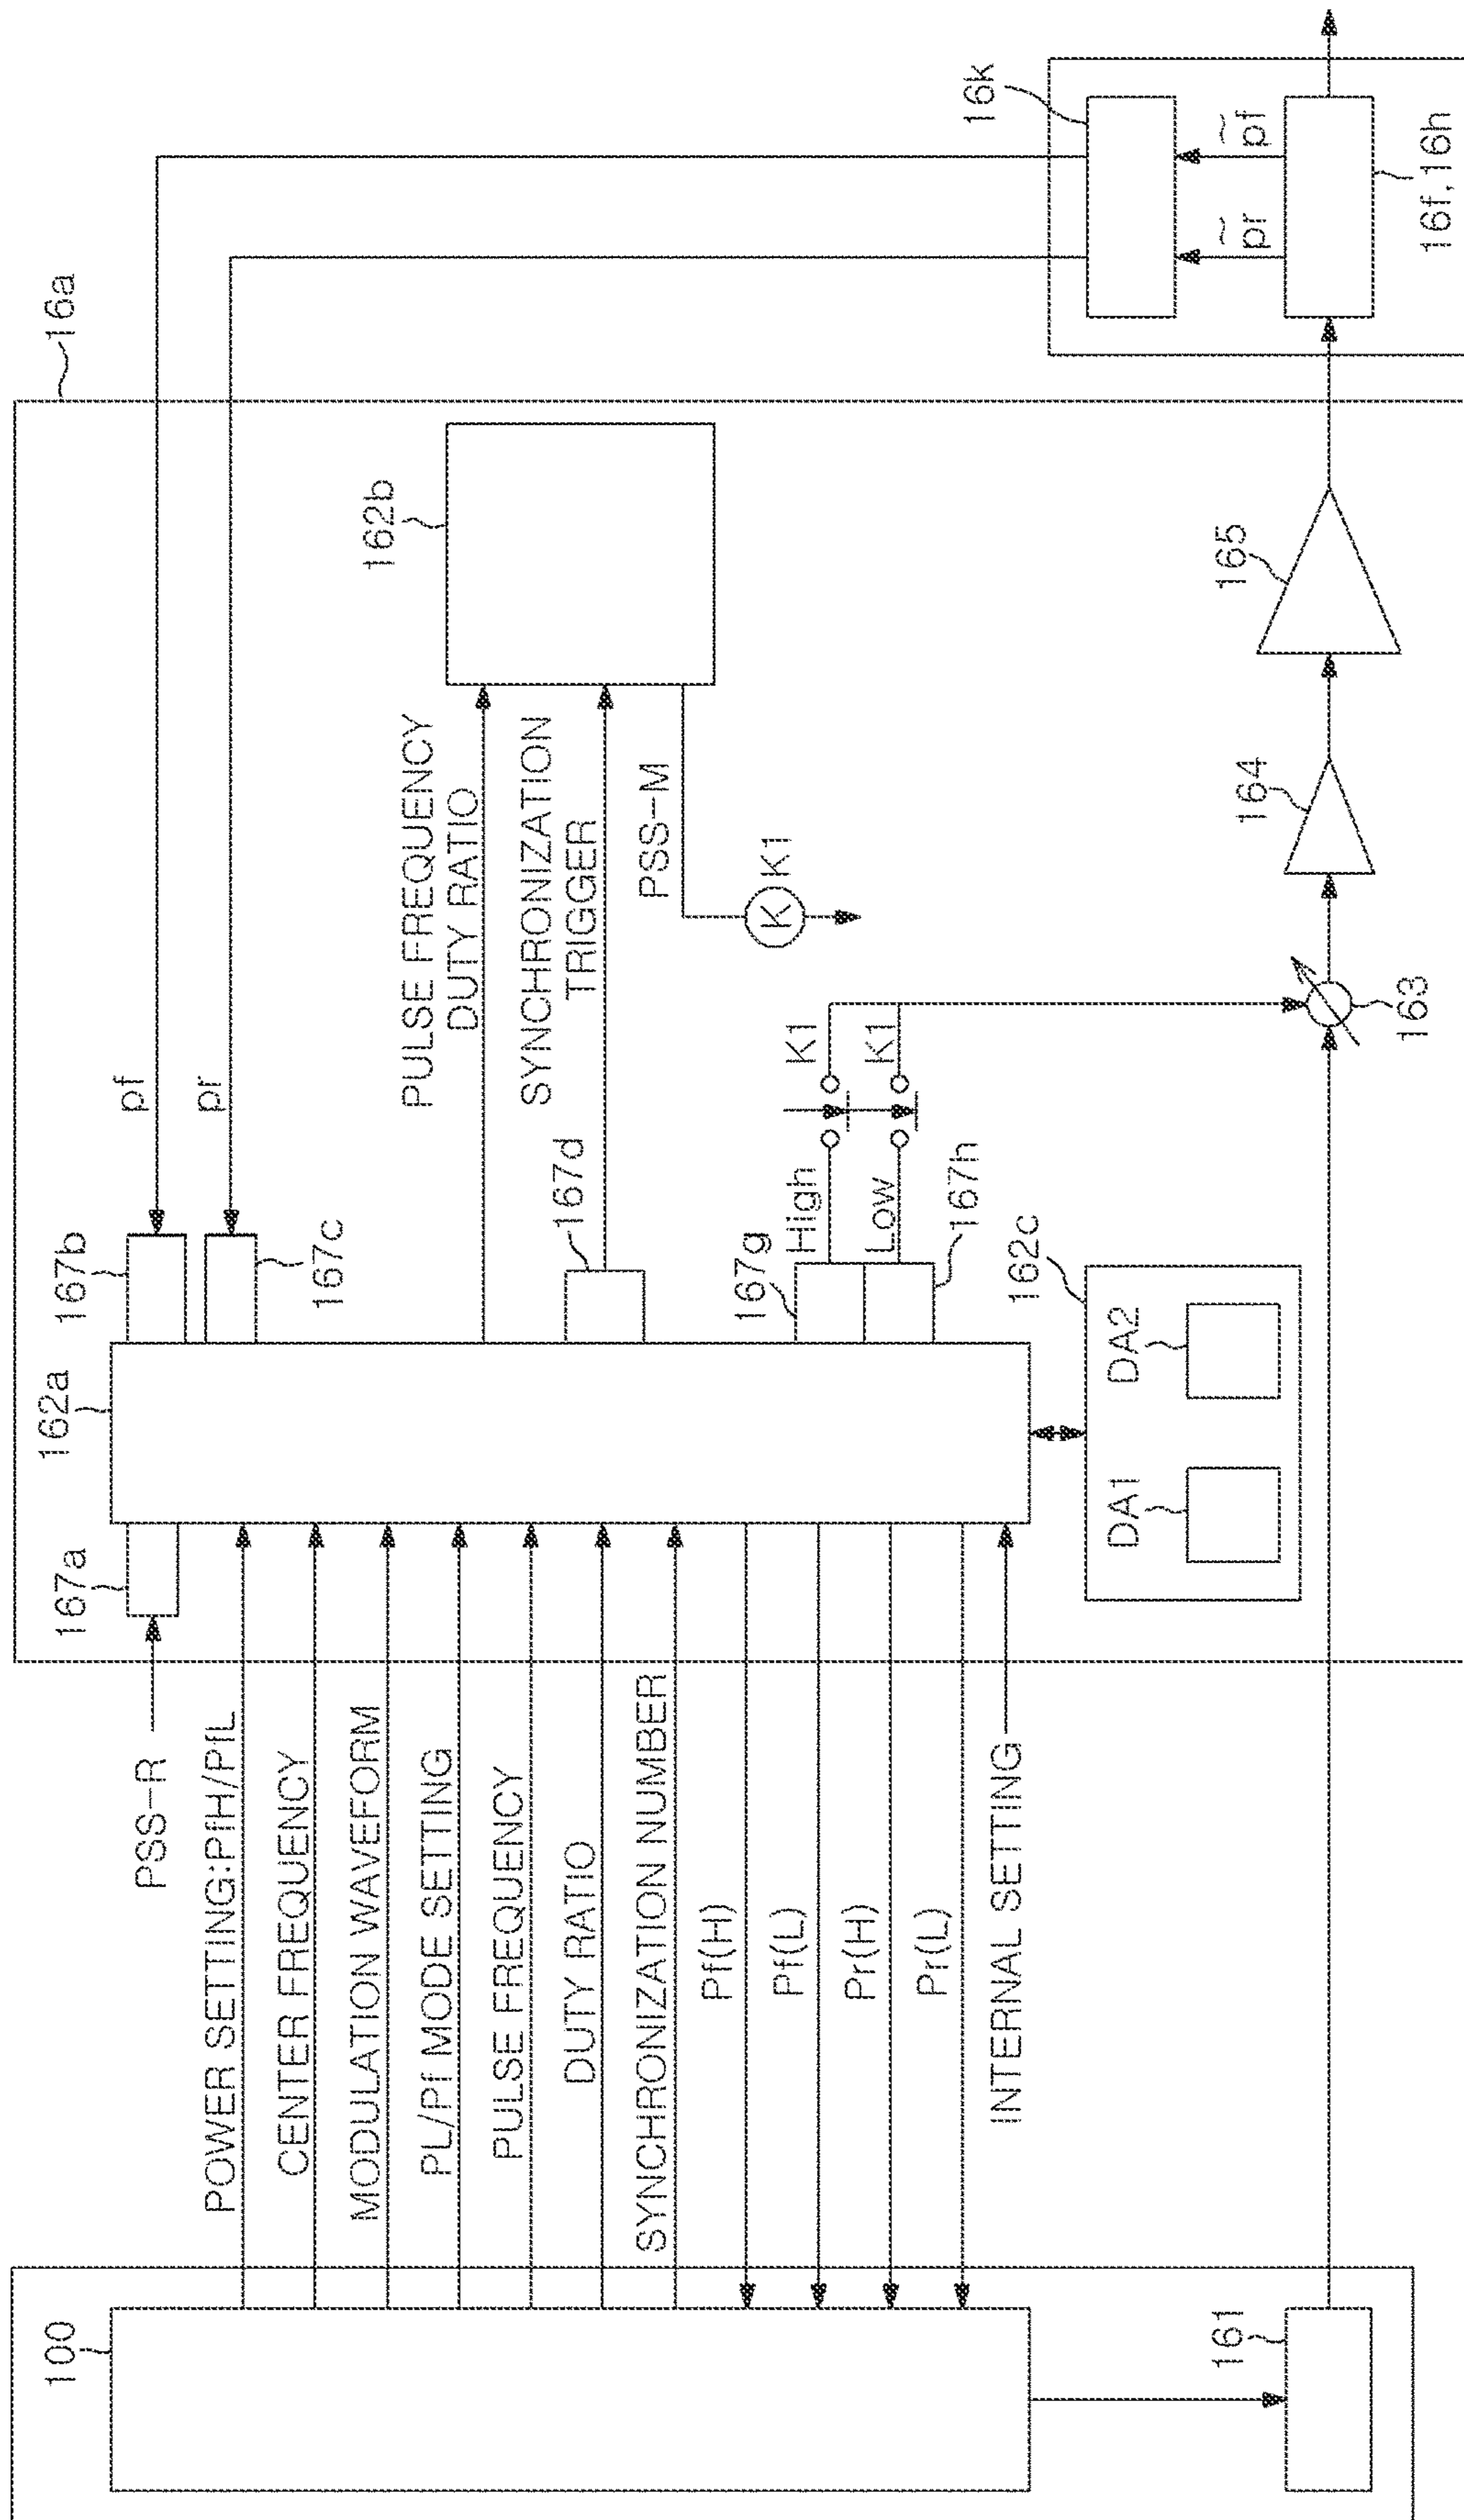 16a
100
PSS-R
167a
162a
167b
pf
POWER SETTING:PfH/PfL
167c
pr
CENTER FREQUENCY
MODULATION WAVEFORM
PL/Pf MODE SETTING
PULSE FREQUENCY
DUTY RATIO
SYNCHRONIZATION NUMBER
Pf(H)
Pf(L)
Pr(H)
Pr(L)
INTERNAL SETTING
PULSE FREQUENCY
DUTY RATIO
162b
167d
SYNCHRONIZATION
TRIGGER
PSS-M
K
K1
167g
High
K1
Low
K1
167h
162c
DA1
DA2
161
163
164
165
16k
p̃r
p̃f
16f,16h